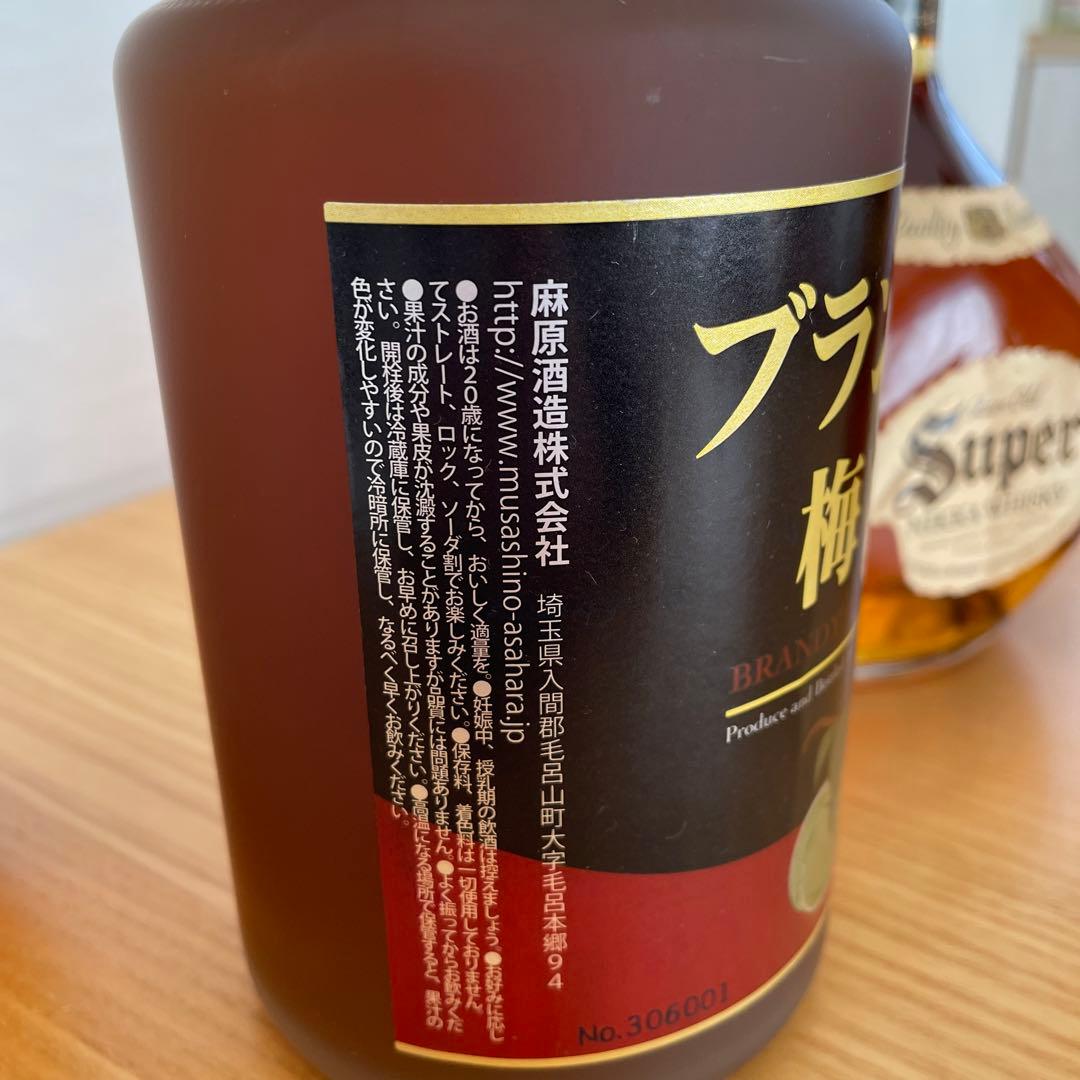 麻原酒造株式会社 埼玉県入間郡毛呂山町大字毛呂本郷94
http://www.musashino-asahara.jp
●お酒は20歳になってから、おいしく適量を。●妊娠中、授乳期の飲酒は控えましょう。●お好みに応じ
てストレート、ロック、ソーダ割でお楽しみください。●保存料、着色料は一切使用しておりません。
●果汁の成分や果皮が沈澱することがありますが品質には問題ありません。●よく振ってからお飲みくだ
さい。開栓後は冷蔵庫に保管し、お早めに召し上がりください。●高温になる場所で保管すると、果汁の
色が変化しやすいので冷暗所に保管し、なるべく早くお飲みください。
ブラン
梅
BRANDY
Produce and
No.306001
Quality
Super